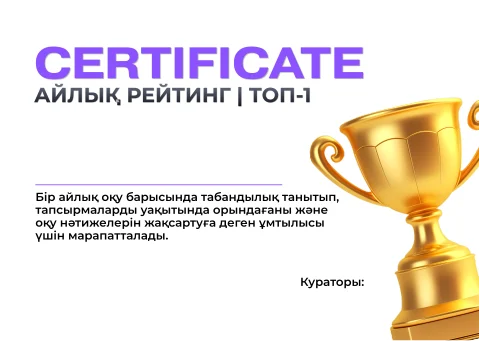 CERTIFICATE
АЙЛЫҚ РЕЙТИНГ | ТОП-1
Бір айлық оқу барысында табандылық танытып,
тапсырмаларды уақытында орындағаны және
оқу нәтижелерін жақсартуға деген ұмтылысы
үшін марапатталады.
Кураторы: